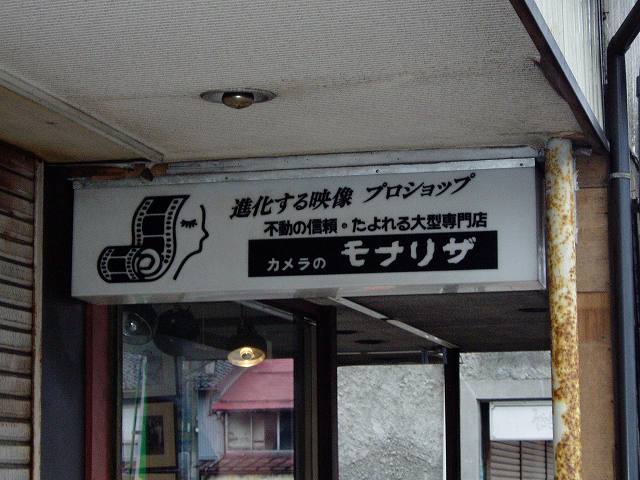 進化する映像 プロショップ
不動の信頼・たよれる大型専門店
カメラの モナリザ